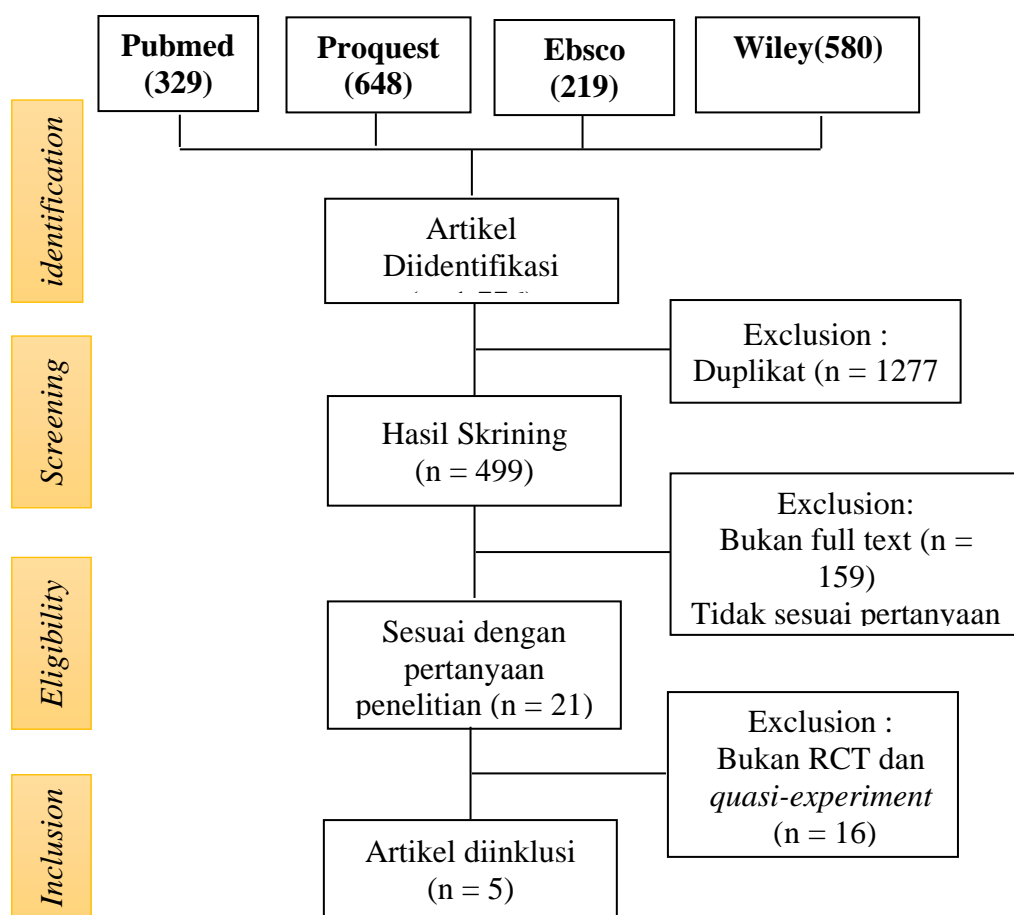 Pubmed
(329)
Proquest
(648)
Ebsco
(219)
Wiley(580)
identification
Artikel
Diidentifikasi
Exclusion :
Duplikat (n = 1277
Screening
Hasil Skrining
(n = 499)
Exclusion:
Bukan full text (n =
159)
Tidak sesuai pertanyaan
Eligibility
Sesuai dengan
pertanyaan
penelitian (n = 21)
Exclusion :
Bukan RCT dan
quasi-experiment
(n = 16)
Inclusion
Artikel diinklusi
(n = 5)